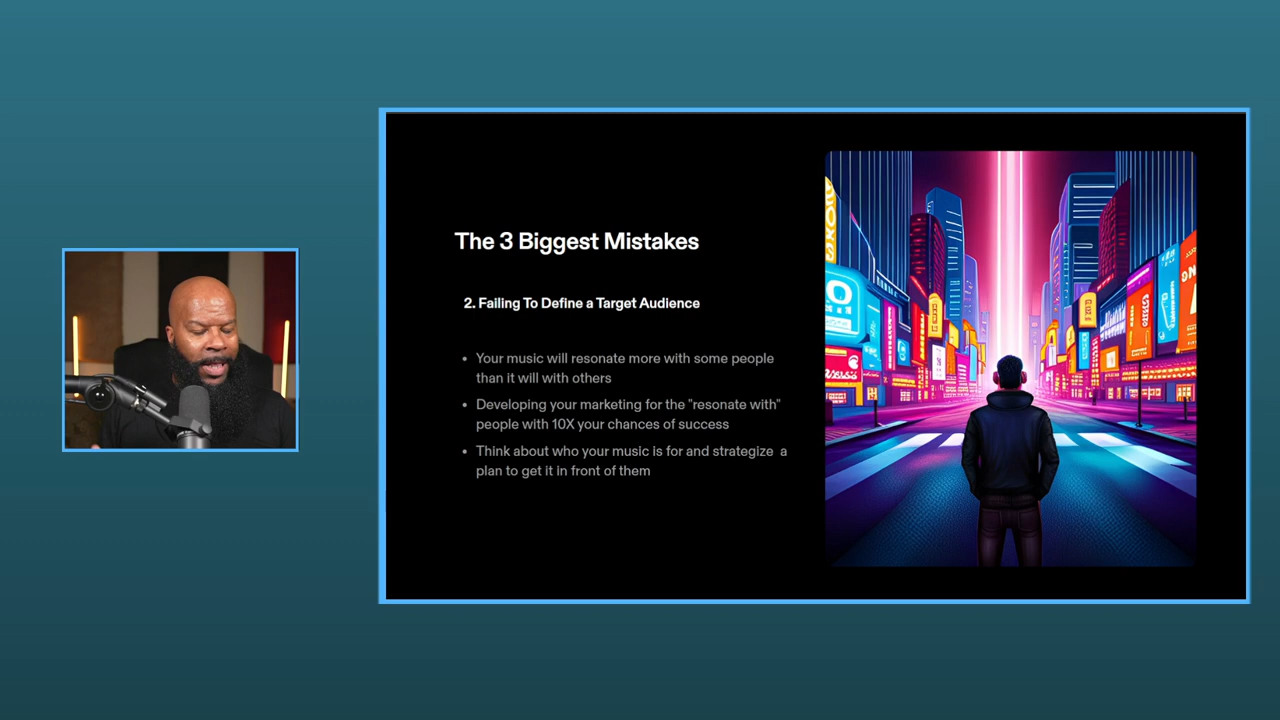 The 3 Biggest Mistakes
2. Failing To Define a Target Audience
• Your music will resonate more with some people
than it will with others
• Developing your marketing for the "resonate with"
people with 10X your chances of success
• Think about who your music is for and strategize a
plan to get it in front of them